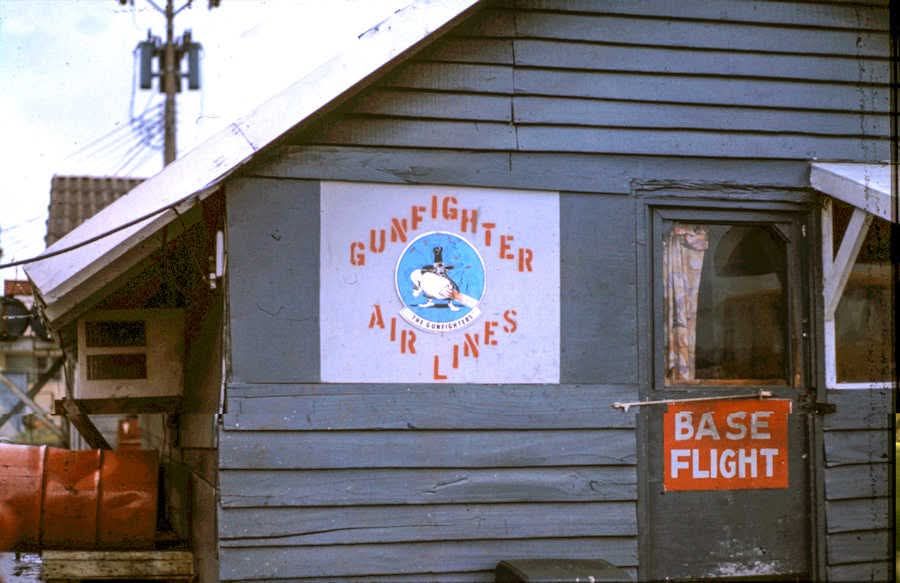 GUNFIGHTER
THE GUNFIGHTERS
AIR LINES
BASE
FLIGHT